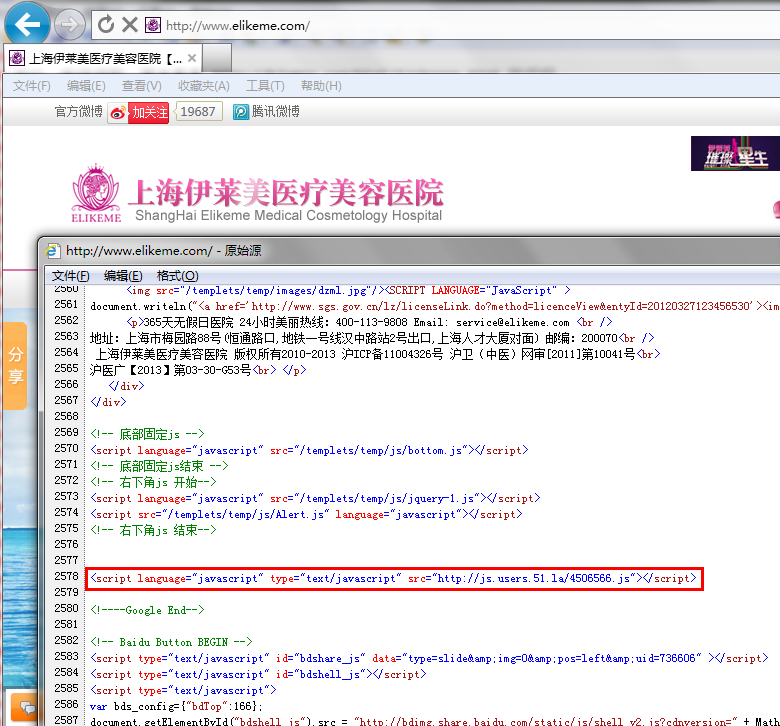 http://www.elikeme.com/
上海伊莱美医疗美容医院【...
文件(F) 编辑(E) 查看(V) 收藏夹(A) 工具(T) 帮助(H)
官方微博 加关注 19687 腾讯微博
璀璨星生
ELIKEME
上海伊莱美医疗美容医院
ShangHai Elikeme Medical Cosmetology Hospital
分享
http://www.elikeme.com/ - 原始源
文件(F) 编辑(E) 格式(O)
2560 <img src="/templets/temp/images/dzml.jpg"/><SCRIPT LANGUAGE="JavaScript" >
2561 document.writeln("<a href='http://www.sgs.gov.cn/lz/licenseLink.do?method=licenceView&entyId=20120327123456530'><im
2562 <p>365天无假日医院 24小时美丽热线: 400-113-9808 Email: service@elikeme.com <br />
2563 地址: 上海市梅园路88号(恒通路口,地铁一号线汉中路站2号出口,上海人才大厦对面) 邮编: 200070<br />
2564 上海伊莱美医疗美容医院 版权所有2010-2013 沪ICP备11004326号 沪卫（中医）网审[2011]第10041号<br>
2565 沪医广【2013】第03-30-G53号<br> </p>
2566 </div>
2567 </div>
2568
2569 <!-- 底部固定js -->
2570 <script language="javascript" src="/templets/temp/js/bottom.js"></script>
2571 <!-- 底部固定js结束 -->
2572 <!-- 右下角js 开始-->
2573 <script language="javascript" src="/templets/temp/js/jquery-1.js"></script>
2574 <script src="/templets/temp/js/Alert.js" language="javascript"></script>
2575 <!-- 右下角js 结束-->
2576
2577
2578 <script language="javascript" type="text/javascript" src="http://js.users.51.la/4506566.js"></script>
2579
2580 <!----Google End-->
2581
2582 <!-- Baidu Button BEGIN -->
2583 <script type="text/javascript" id="bdshare_js" data="type=slide&amp;img=0&amp;pos=left&amp;uid=736606" ></script>
2584 <script type="text/javascript" id="bdshell_js"></script>
2585 <script type="text/javascript">
2586 var bds_config={"bdTop":166};
2587 document.getElementById("bdshell_js").src = "http://bdimg.share.baidu.com/static/js/shell_v2.js?cdnversion=" + Math